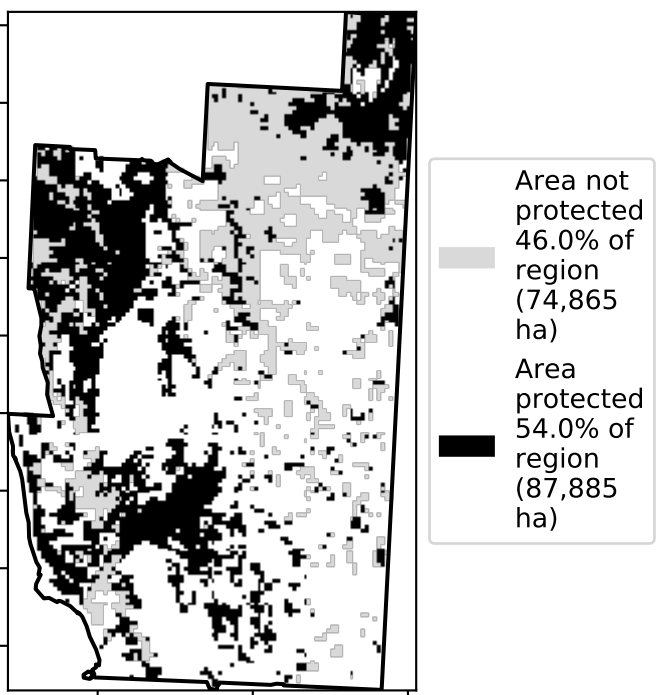 Area not
protected
46.0% of
region
(74,865
ha)
Area
protected
54.0% of
region
(87,885
ha)